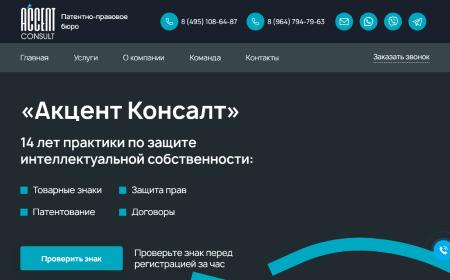 ACCENT
CONSULT
Патентно-правовое
бюро
8 (495) 108-64-87
8 (964) 794-79-63
Главная
Услуги
О компании
Команда
Контакты
Заказать звонок
«Акцент Консалт»
14 лет практики по защите
интеллектуальной собственности:
Товарные знаки
Защита прав
Патентование
Договоры
Проверить знак
Проверьте знак перед
регистрацией за час